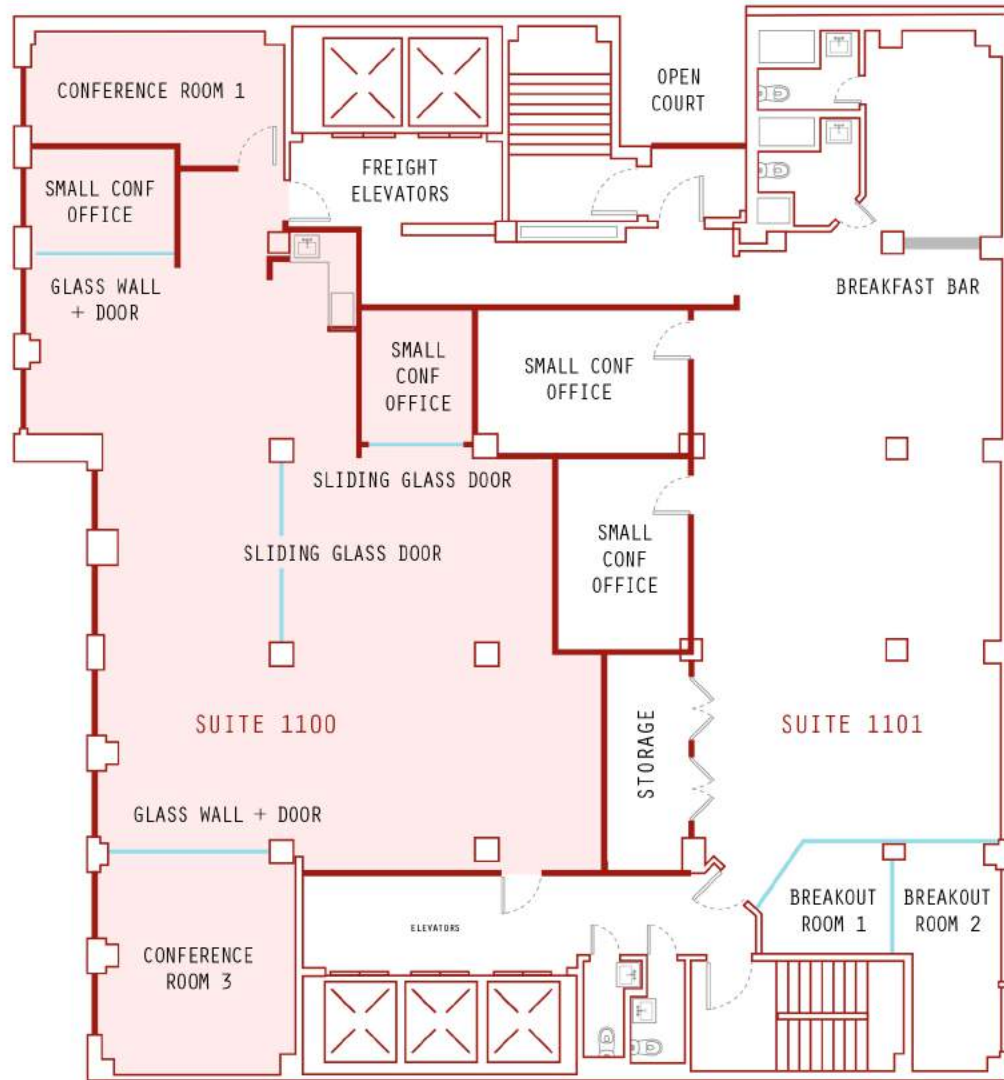 CONFERENCE ROOM 1
OPEN
COURT
FREIGHT
ELEVATORS
SMALL CONF
OFFICE
GLASS WALL
+ DOOR
BREAKFAST BAR
SMALL
CONF
OFFICE
SMALL CONF
OFFICE
SLIDING GLASS DOOR
SLIDING GLASS DOOR
SMALL
CONF
OFFICE
SUITE 1100
STORAGE
SUITE 1101
GLASS WALL + DOOR
BREAKOUT
ROOM 1
BREAKOUT
ROOM 2
ELEVATORS
CONFERENCE
ROOM 3